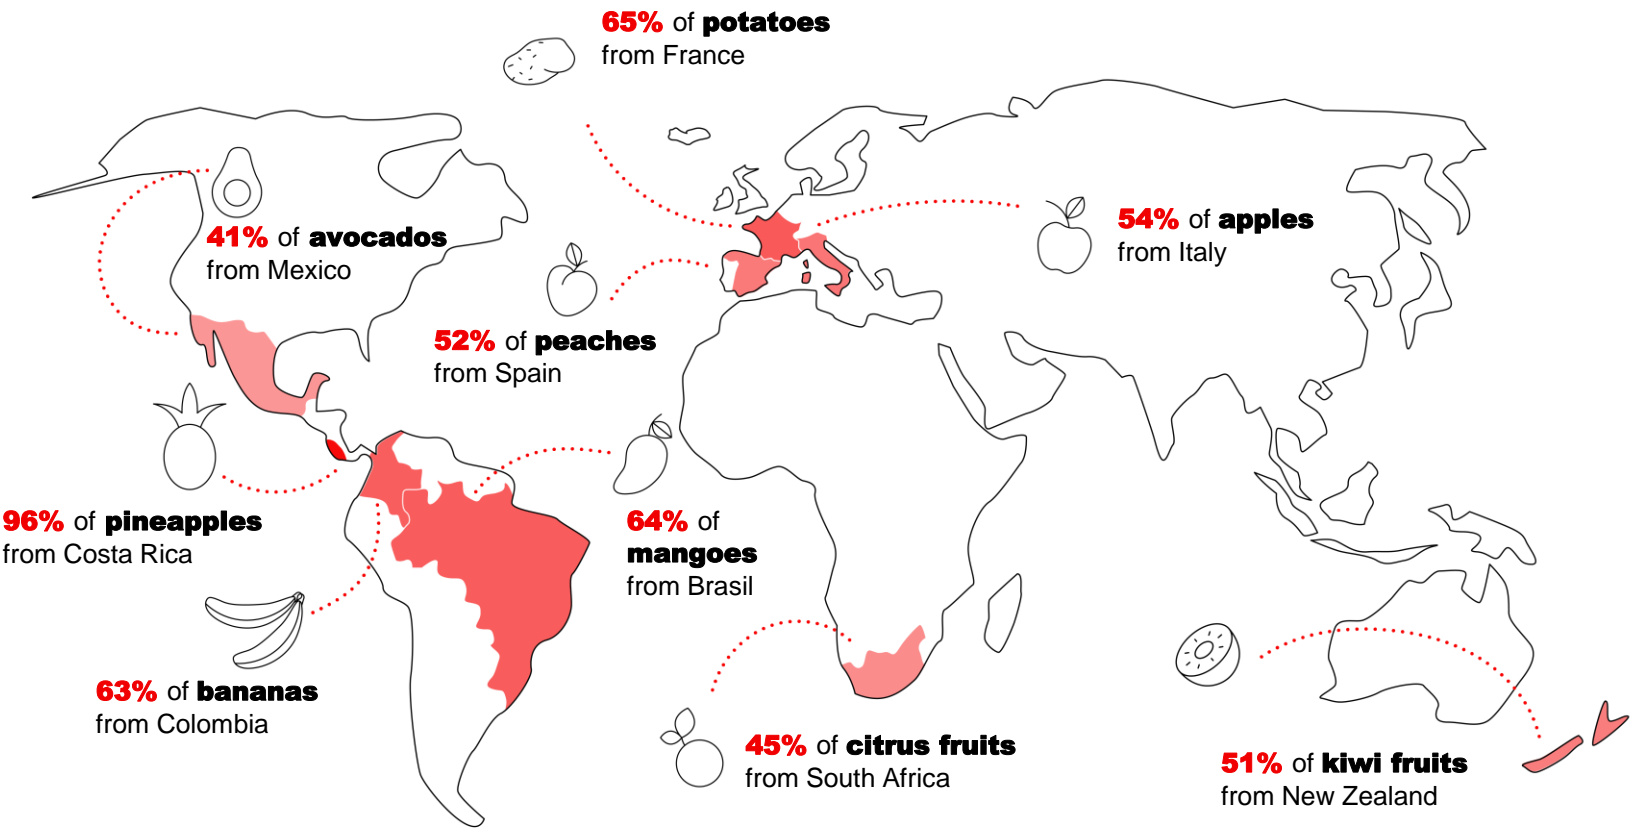 65% of potatoes
from France
54% of apples
from Italy
41% of avocados
from Mexico
52% of peaches
from Spain
96% of pineapples
from Costa Rica
64% of
mangoes
from Brasil
63% of bananas
from Colombia
45% of citrus fruits
from South Africa
51% of kiwi fruits
from New Zealand